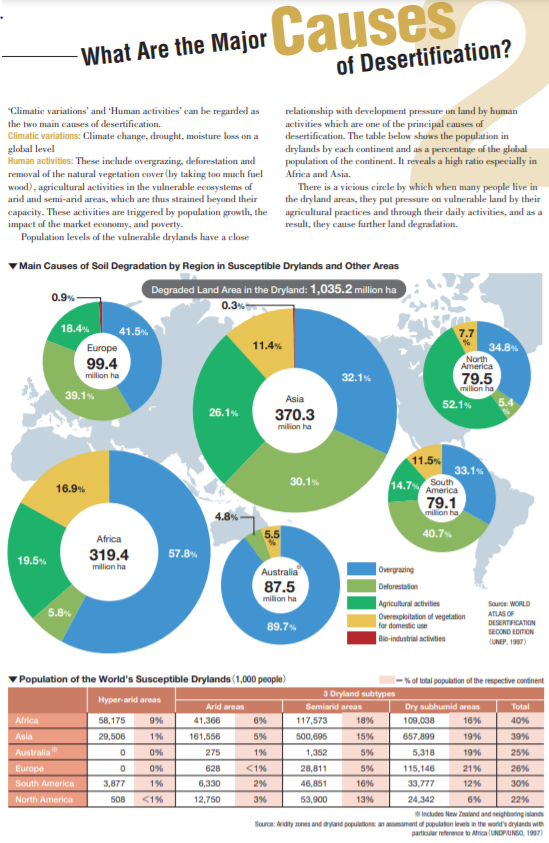 What Are the Major Causes
of Desertification?
2
‘Climatic variations’ and ‘Human activities’ can be regarded as
the two main causes of desertification.
Climatic variations: Climate change, drought, moisture loss on a
global level
Human activities: These include overgrazing, deforestation and
removal of the natural vegetation cover (by taking too much fuel
wood), agricultural activities in the vulnerable ecosystems of
arid and semi-arid areas, which are thus strained beyond their
capacity. These activities are triggered by population growth, the
impact of the market economy, and poverty.
Population levels of the vulnerable drylands have a close
relationship with development pressure on land by human
activities which are one of the principal causes of
desertification. The table below shows the population in
drylands by each continent and as a percentage of the global
population of the continent. It reveals a high ratio especially in
Africa and Asia.
There is a vicious circle by which when many people live in
the dryland areas, they put pressure on vulnerable land by their
agricultural practices and through their daily activities, and as a
result, they cause further land degradation.
▼Main Causes of Soil Degradation by Region in Susceptible Drylands and Other Areas
Degraded Land Area in the Dryland: 1,035.2 million ha
0.9%
18.4%
41.5%
Europe
99.4
million ha
39.1%
0.3%
11.4%
32.1%
26.1%
Asia
370.3
million ha
30.1%
7.7
%
34.8%
North
America
79.5
million ha
52.1%
5.4
%
11.5%
33.1%
14.7%
South
America
79.1
million ha
40.7%
16.9%
Africa
319.4
million ha
57.8%
19.5%
5.8%
4.8%
5.5
%
Australia※
87.5
million ha
89.7%
Overgrazing
Deforestation
Agricultural activities
Overexploitation of vegetation
for domestic use
Bio-industrial activities
Source: WORLD
ATLAS OF
DESERTIFICATION
SECOND EDITION
(UNEP, 1997)
▼Population of the World's Susceptible Drylands (1,000 people)
— % of total population of the respective continent
Hyper-arid areas 3 Dryland subtypes
Arid areas Semiarid areas Dry subhumid areas Total
Africa 58,175 9% 41,366 6% 117,573 18% 109,038 16% 40%
Asia 29,506 1% 161,556 5% 500,695 15% 657,899 19% 39%
Australia※ 0 0% 275 1% 1,352 5% 5,318 19% 25%
Europe 0 0% 628 <1% 28,811 5% 115,146 21% 26%
South America 3,877 1% 6,330 2% 46,851 16% 33,777 12% 30%
North America 508 <1% 12,750 3% 53,900 13% 24,342 6% 22%
※Includes New Zealand and neighboring islands
Source: Aridity zones and dryland populations: an assessment of population levels in the world's drylands with
particular reference to Africa (UNDP/UNSO, 1997)